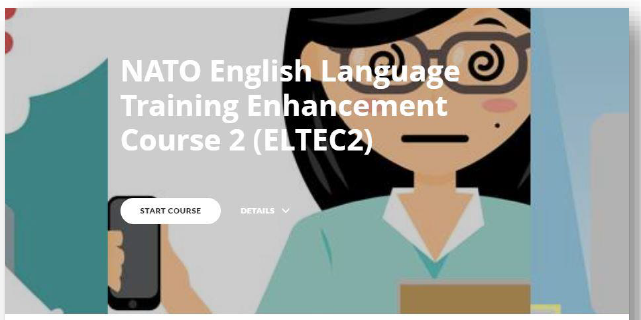 NATO English Language
Training Enhancement
Course 2 (ELTEC2)
START COURSE
DETAILS